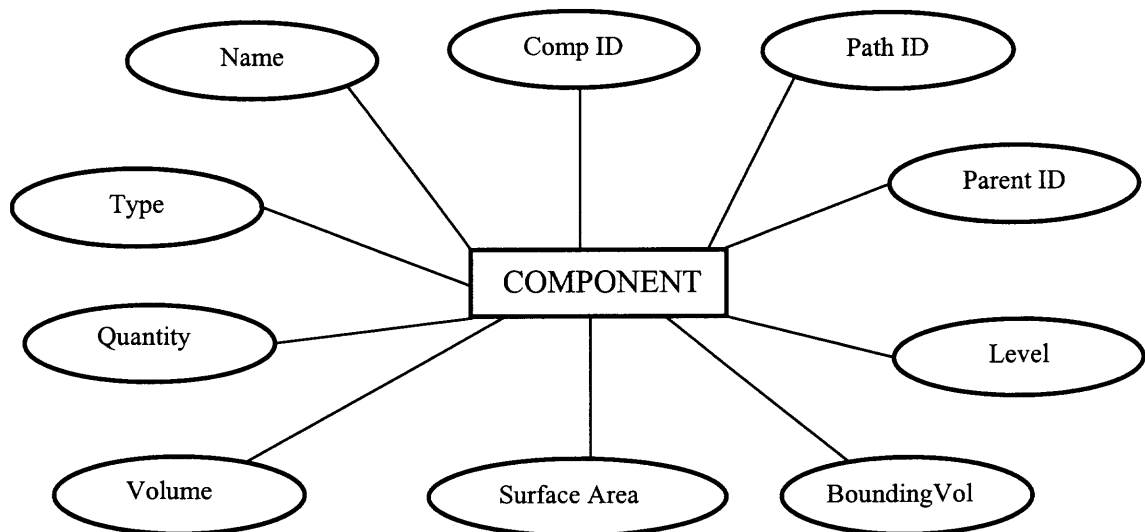 Name
Comp ID
Path ID
Type
Parent ID
COMPONENT
Quantity
Level
Volume
Surface Area
BoundingVol